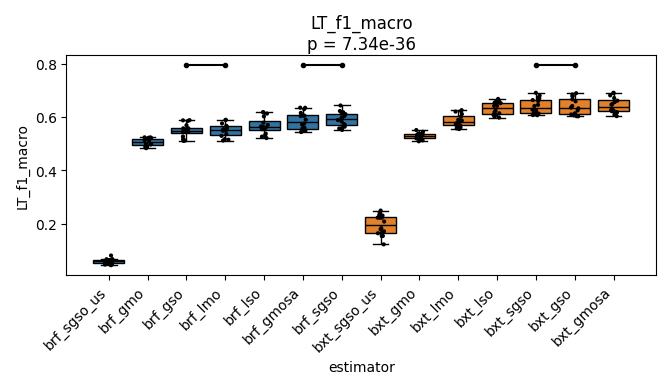 LT_f1_macro
p = 7.34e-36
LT_f1_macro
0.8
0.6
0.4
0.2
brf_sgso_us
brf_gmo
brf_gso
brf_lmo
brf_lso
brf_gmosa
brf_sgso
bxt_sgso_us
bxt_gmo
bxt_lmo
bxt_lso
bxt_sgso
bxt_gso
bxt_gmosa
estimator